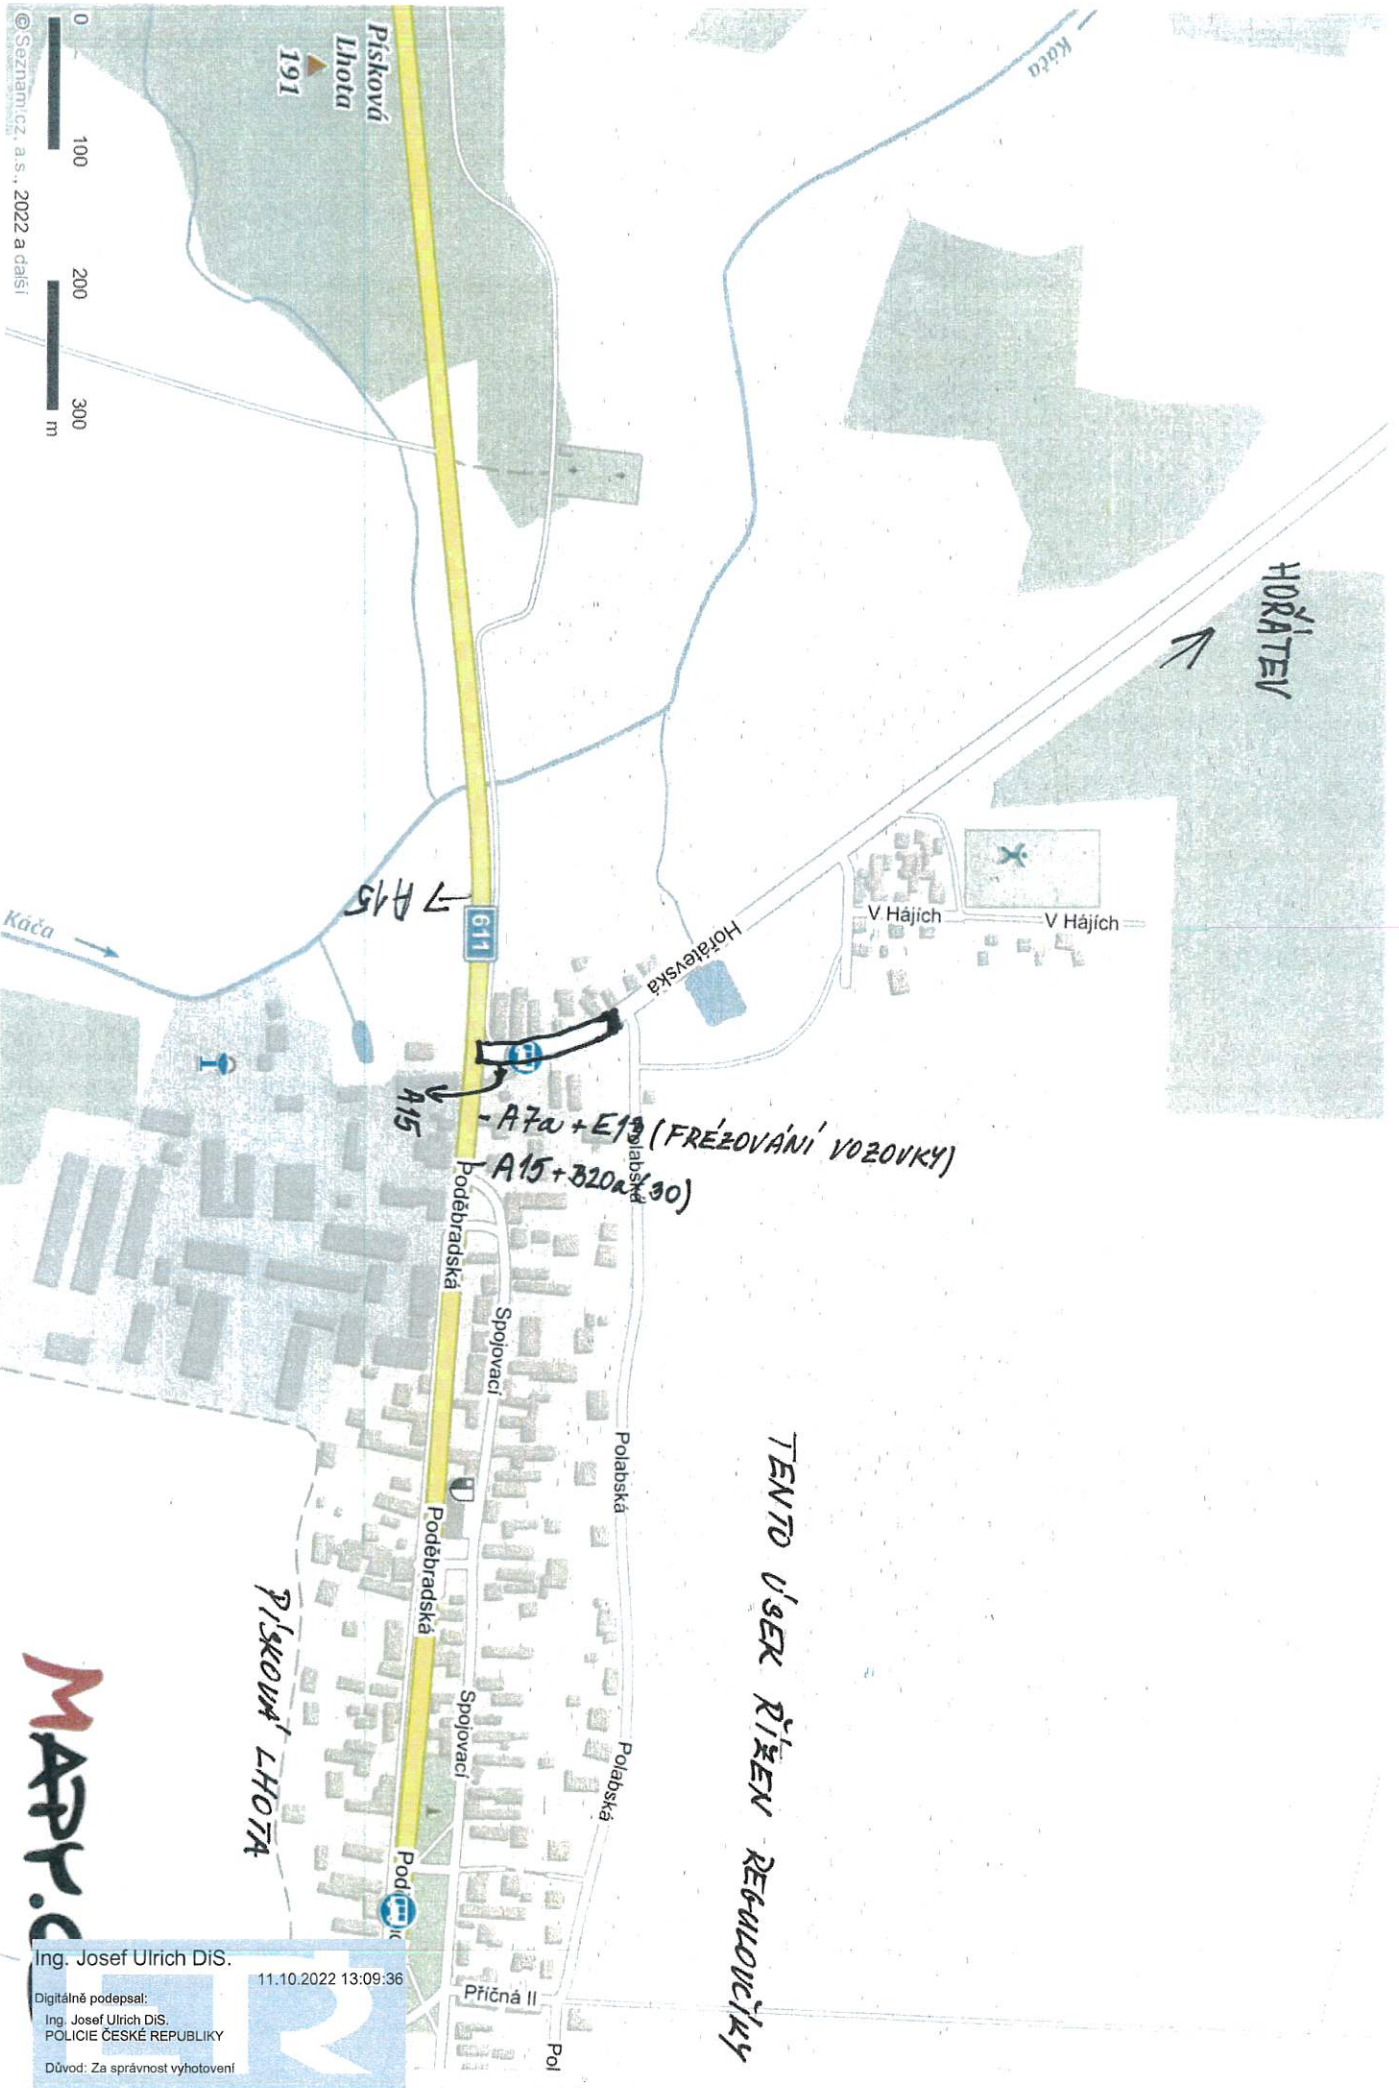 Písková
Lhota
191
0 100 200 300 m
© Seznam.cz, a.s., 2022 a další
Káča
HOŘÁTEV
V Hájích
V Hájích
Hořátevská
611
→ A15
Káča
A15
- A7a + E13 (FRÉZOVÁNÍ VOZOVKY)
- A15 + B20a (30)
Polabská
Poděbradská
Spojovací
Polabská
Poděbradská
Spojovací
Polabská
TENTO ÚSEK ŘÍZEN REGULOVČÍKY
PÍSKOVÁ LHOTA
Příčná II
Pol
MAPY.C
Ing. Josef Ulrich DiS.
11.10.2022 13:09:36
Digitálně podepsal:
Ing. Josef Ulrich DiS.
POLICIE ČESKÉ REPUBLIKY
Důvod: Za správnost vyhotovení